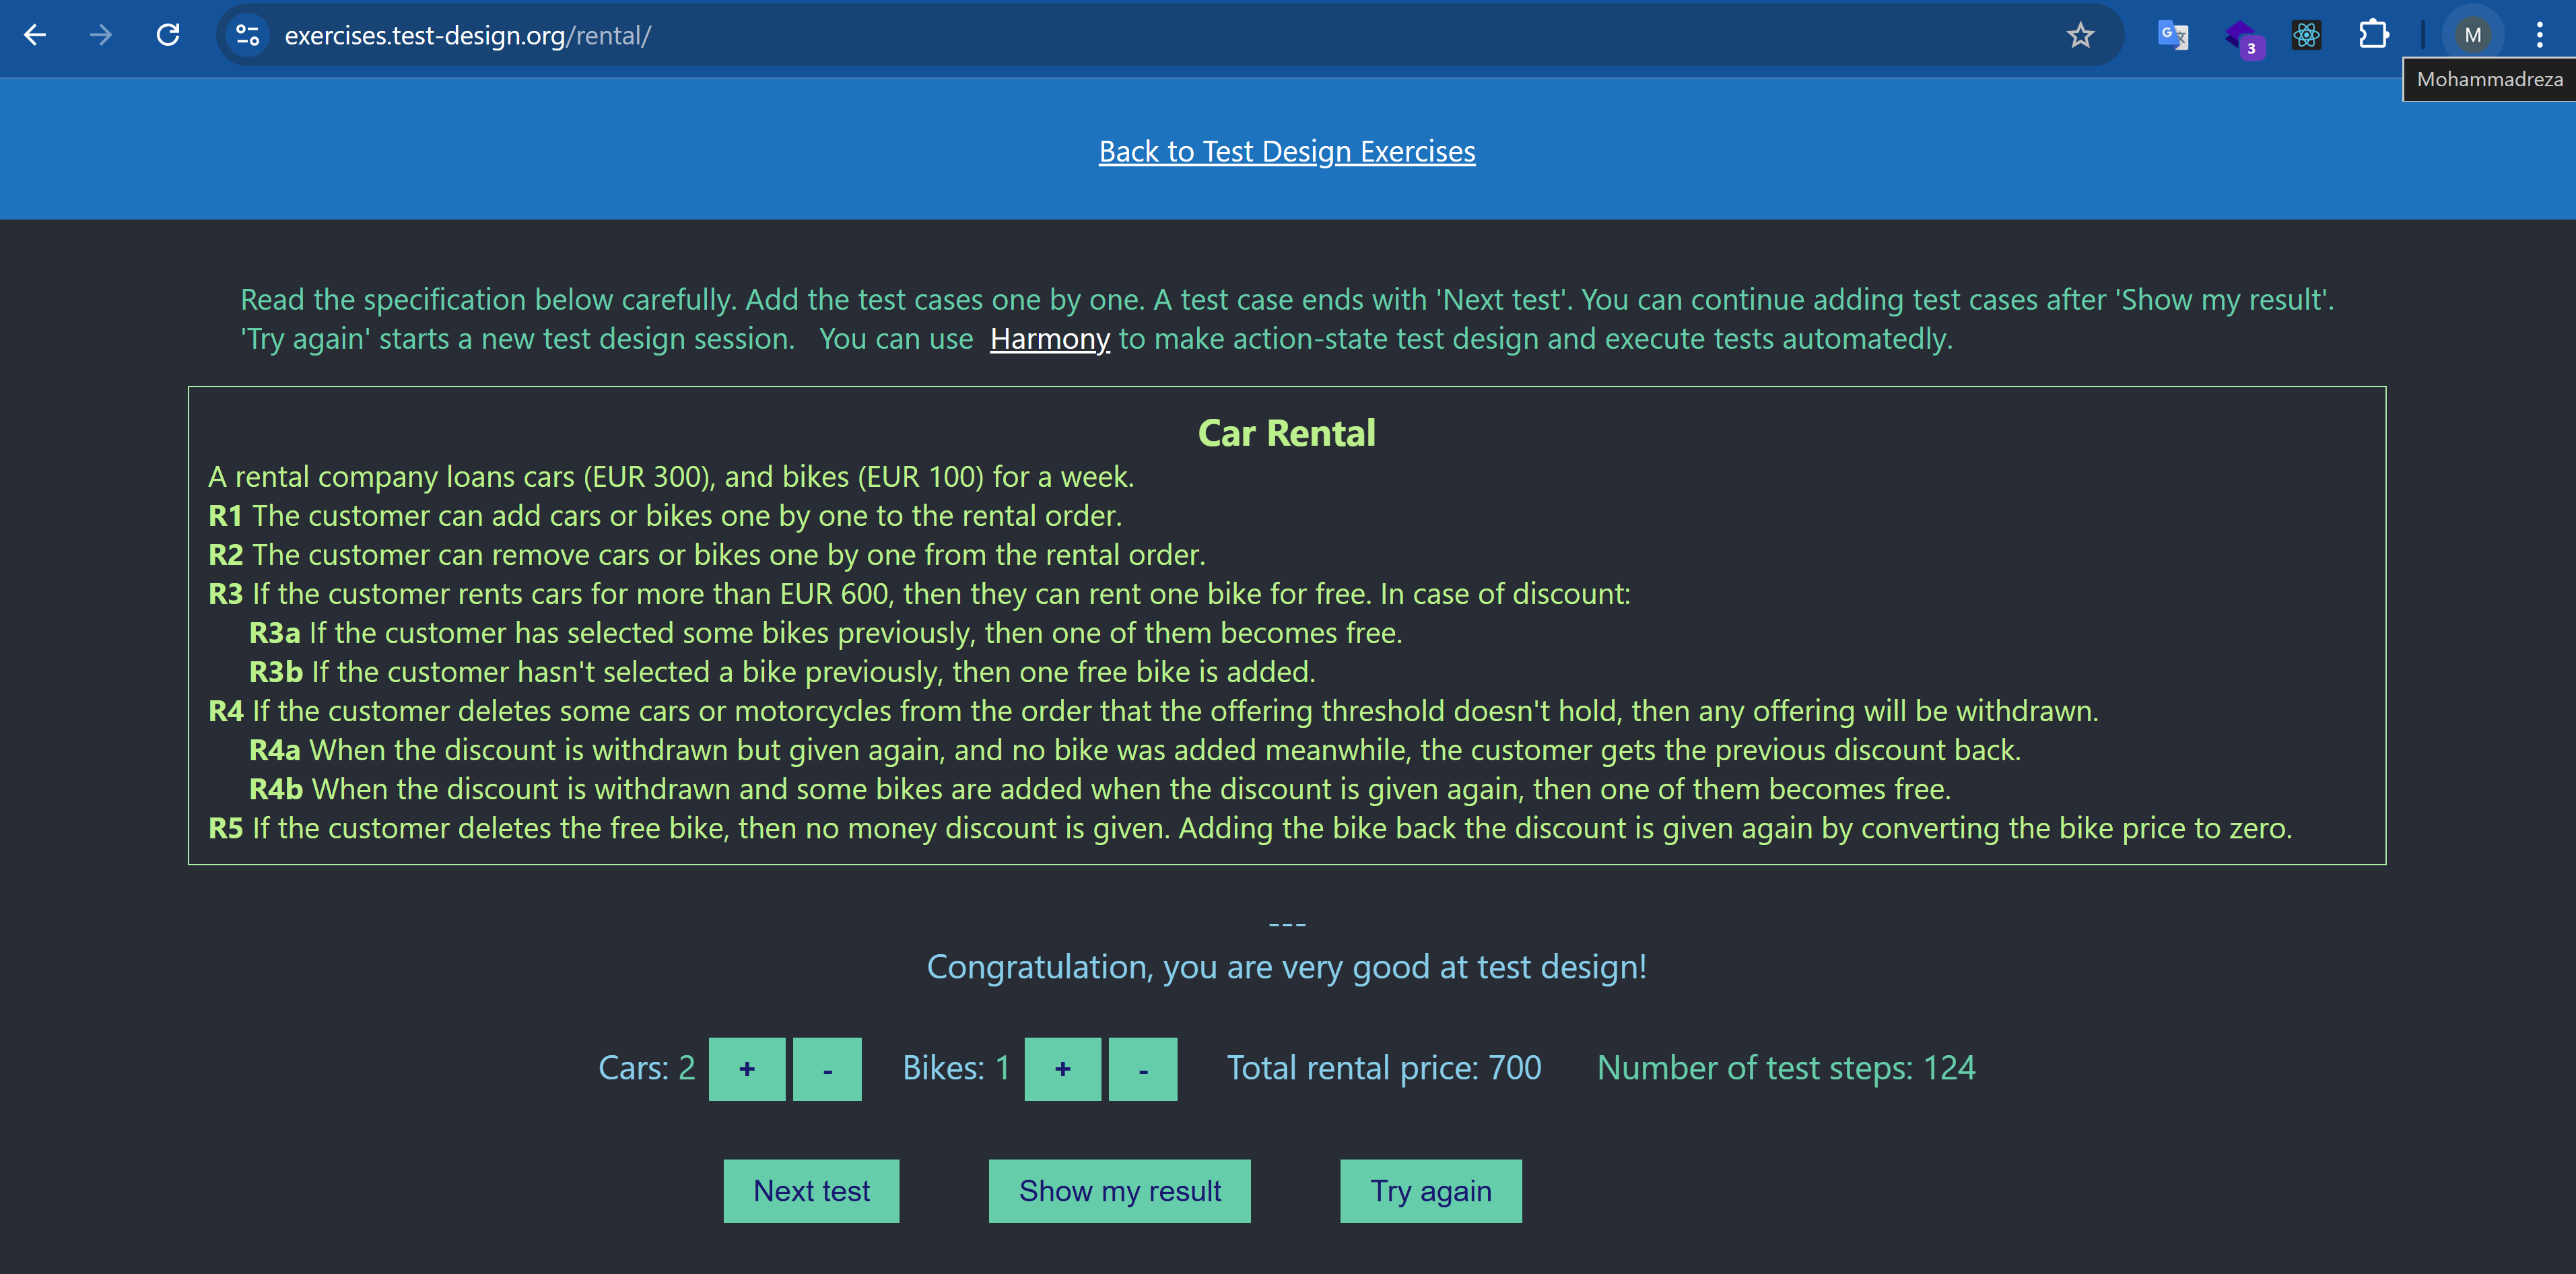 exercises.test-design.org/rental/
3
M
Mohammadreza
Back to Test Design Exercises
Read the specification below carefully. Add the test cases one by one. A test case ends with 'Next test'. You can continue adding test cases after 'Show my result'.
'Try again' starts a new test design session. You can use Harmony to make action-state test design and execute tests automatedly.
Car Rental
A rental company loans cars (EUR 300), and bikes (EUR 100) for a week.
R1 The customer can add cars or bikes one by one to the rental order.
R2 The customer can remove cars or bikes one by one from the rental order.
R3 If the customer rents cars for more than EUR 600, then they can rent one bike for free. In case of discount:
R3a If the customer has selected some bikes previously, then one of them becomes free.
R3b If the customer hasn't selected a bike previously, then one free bike is added.
R4 If the customer deletes some cars or motorcycles from the order that the offering threshold doesn't hold, then any offering will be withdrawn.
R4a When the discount is withdrawn but given again, and no bike was added meanwhile, the customer gets the previous discount back.
R4b When the discount is withdrawn and some bikes are added when the discount is given again, then one of them becomes free.
R5 If the customer deletes the free bike, then no money discount is given. Adding the bike back the discount is given again by converting the bike price to zero.
---
Congratulation, you are very good at test design!
Cars: 2 + - Bikes: 1 + - Total rental price: 700 Number of test steps: 124
Next test Show my result Try again